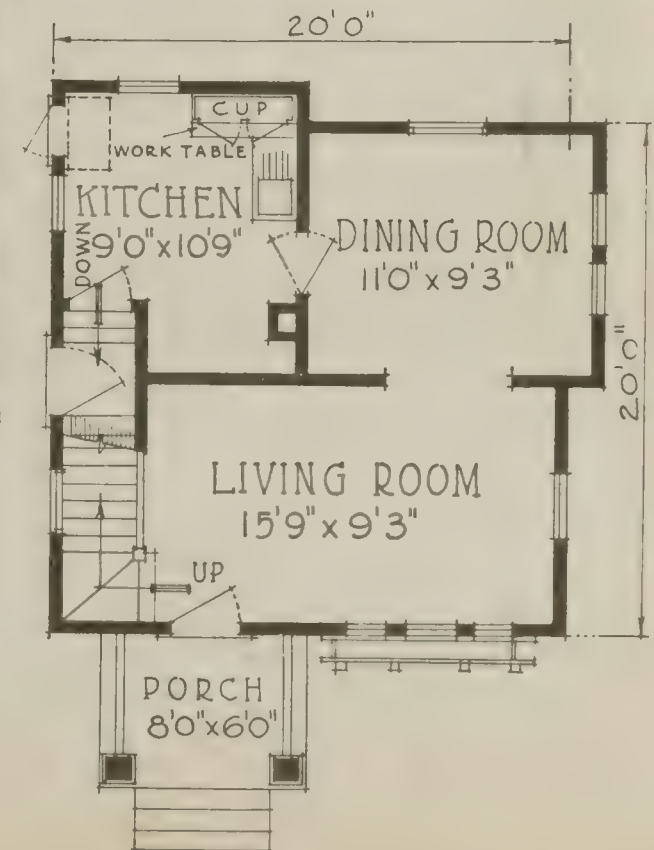 20'0"
CUP
WORK TABLE
KITCHEN
9'0"x10'9"
DOWN
DINING ROOM
11'0"x9'3"
20'0"
LIVING ROOM
15'9"x9'3"
UP
PORCH
8'0"x6'0"